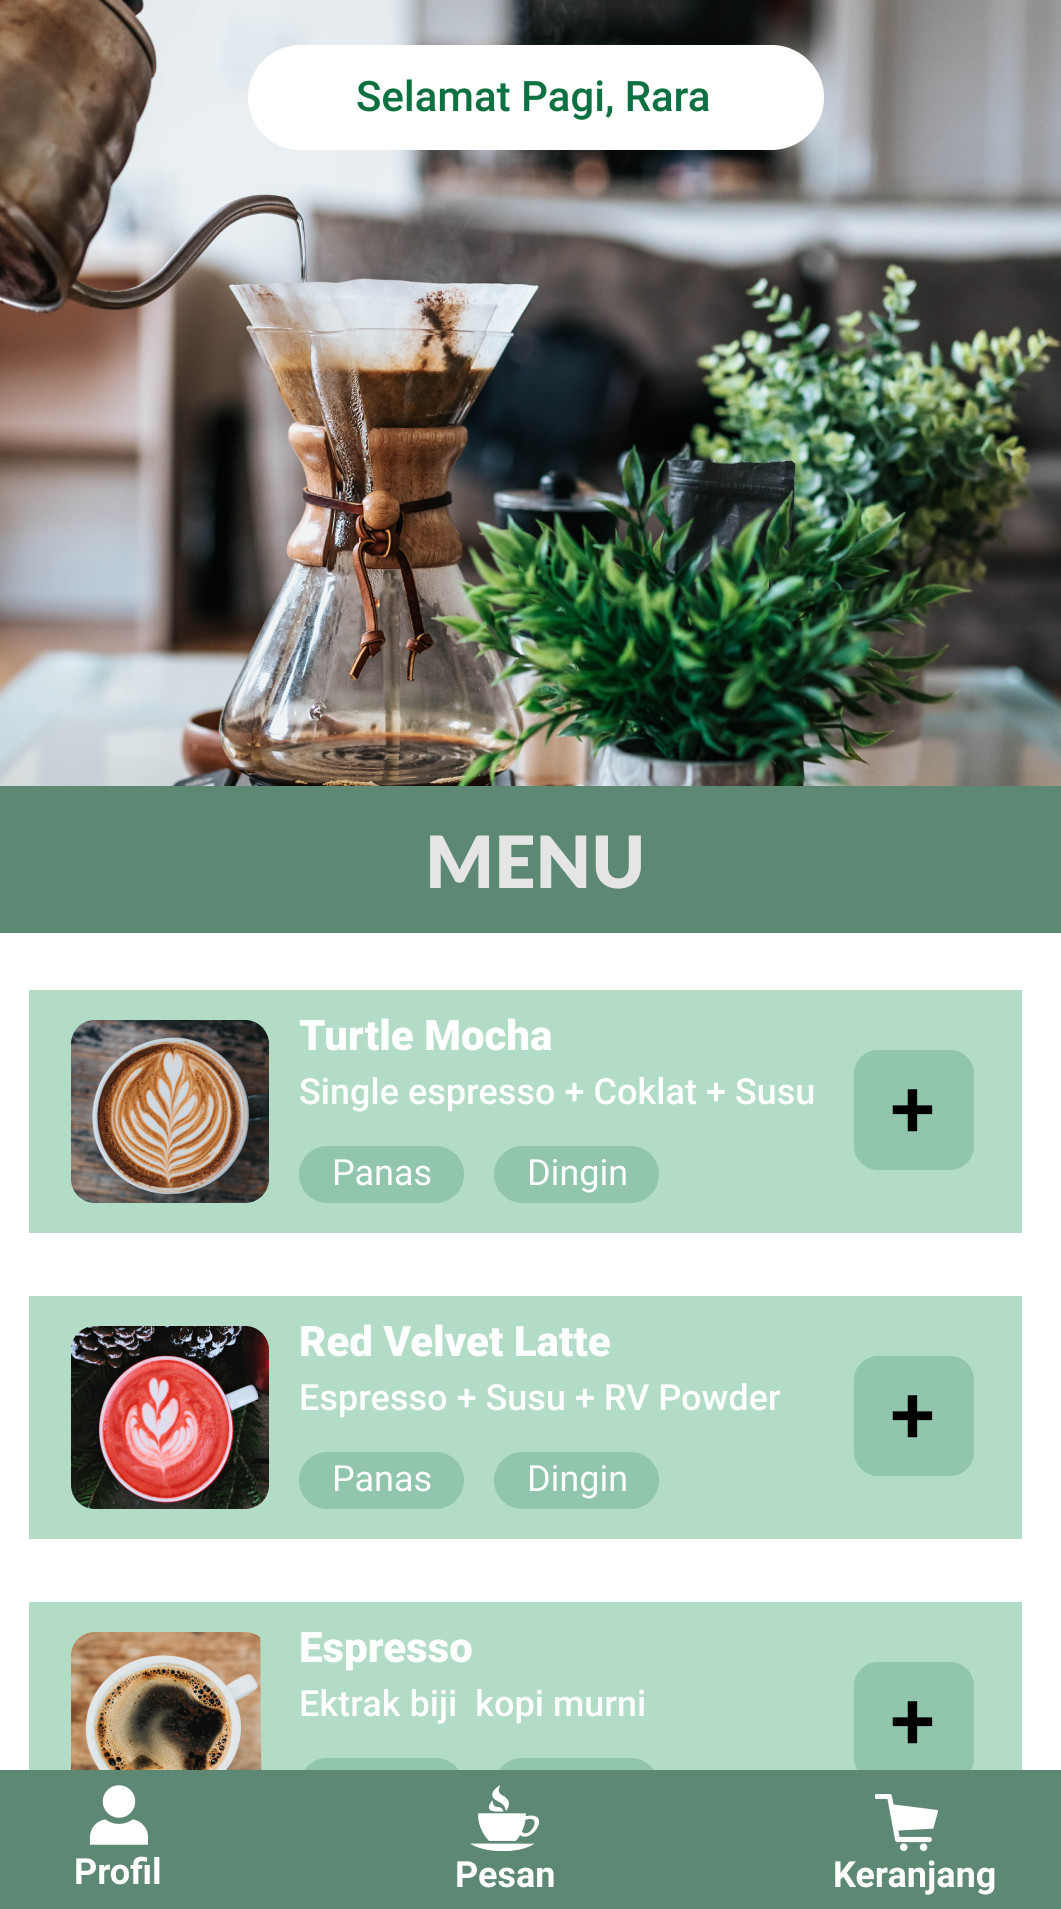 Selamat Pagi, Rara
MENU
Turtle Mocha
Single espresso + Coklat + Susu
Panas
Dingin
+
Red Velvet Latte
Espresso + Susu + RV Powder
Panas
Dingin
+
Espresso
Ektrak biji  kopi murni
+
Profil
Pesan
Keranjang